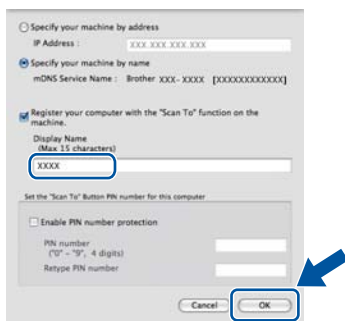 Specify your machine by address
IP Address : XXX.XXX.XXX.XXX
Specify your machine by name
mDNS Service Name : Brother XXX-XXXX [XXXXXXXXXXXX]
Register your computer with the "Scan To" function on the
machine.
Display Name
(Max 15 characters)
XXXX
Set the "Scan To" Button PIN number for this computer
Enable PIN number protection
PIN number
("0" - "9", 4 digits)
Retype PIN number
Cancel OK